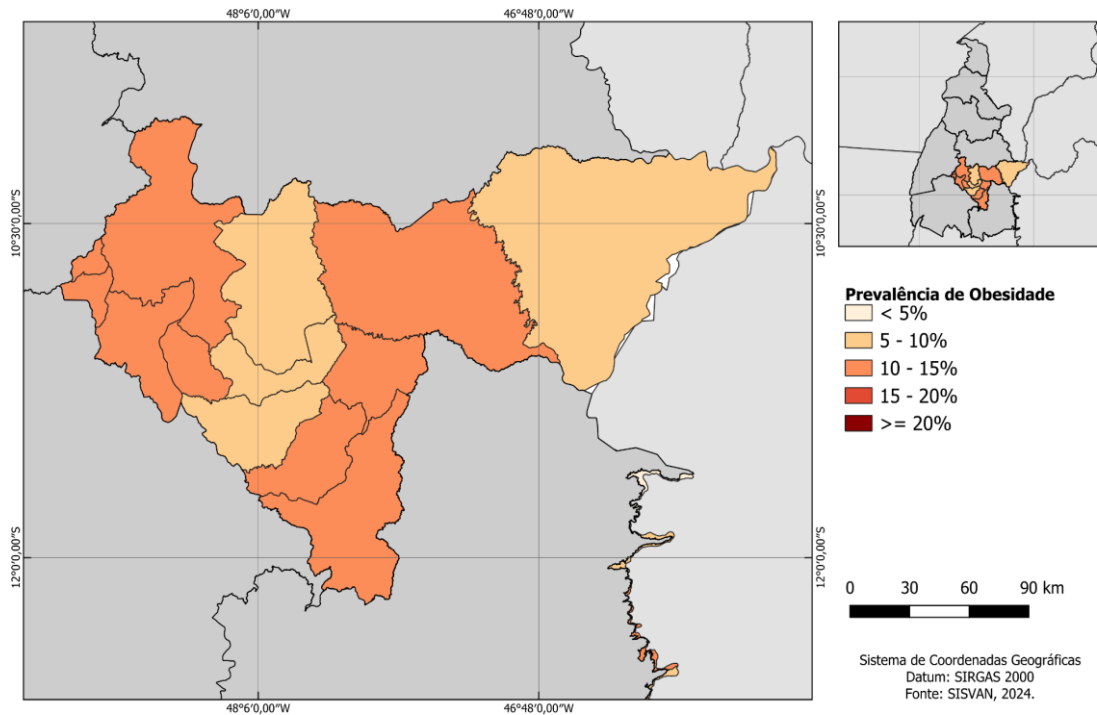 48°6'0,00"W
46°48'0,00"W
10°30'0,00"S
10°30'0,00"S
12°0'0,00"S
12°0'0,00"S
48°6'0,00"W
46°48'0,00"W
Prevalência de Obesidade
< 5%
5 - 10%
10 - 15%
15 - 20%
>= 20%
0 30 60 90 km
Sistema de Coordenadas Geográficas
Datum: SIRGAS 2000
Fonte: SISVAN, 2024.